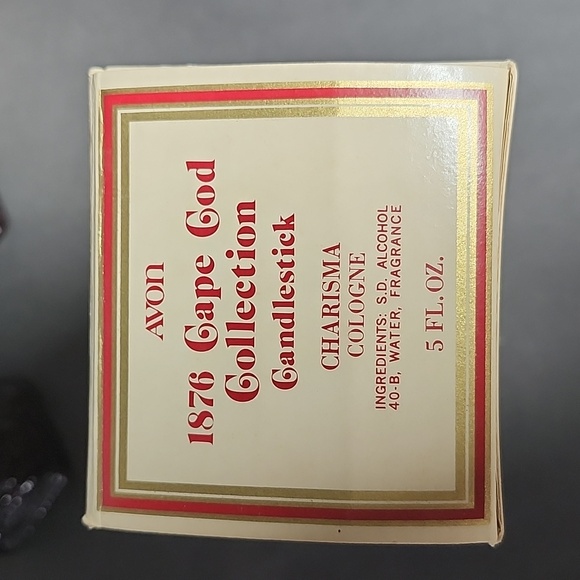 AVON
1876 Cape Cod
Collection
Candlestick
CHARISMA
COLOGNE
INGREDIENTS: S.D. ALCOHOL
40-B, WATER, FRAGRANCE
5 FL. OZ.